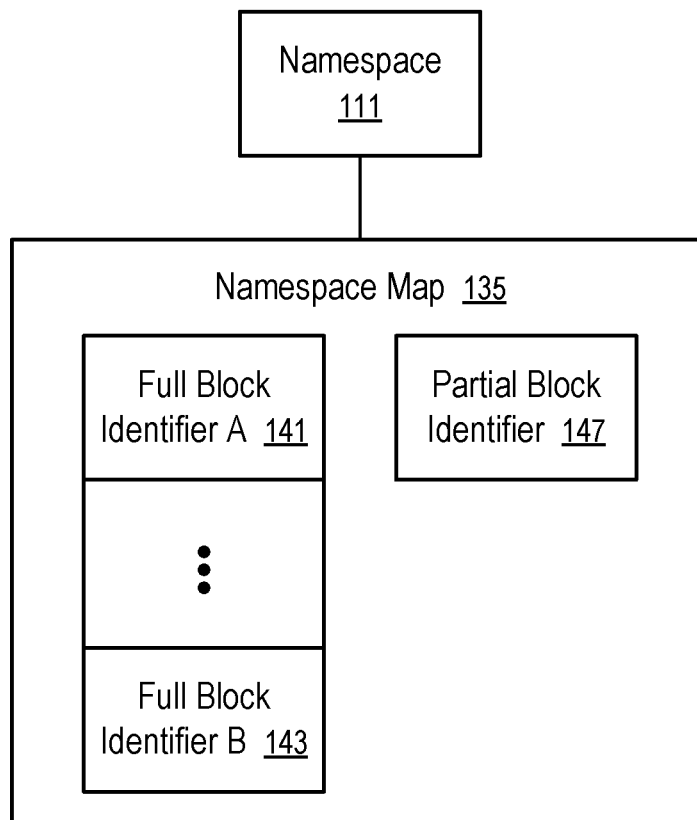 Namespace
111
Namespace Map 135
Full Block
Identifier A 141
Partial Block
Identifier 147
Full Block
Identifier B 143